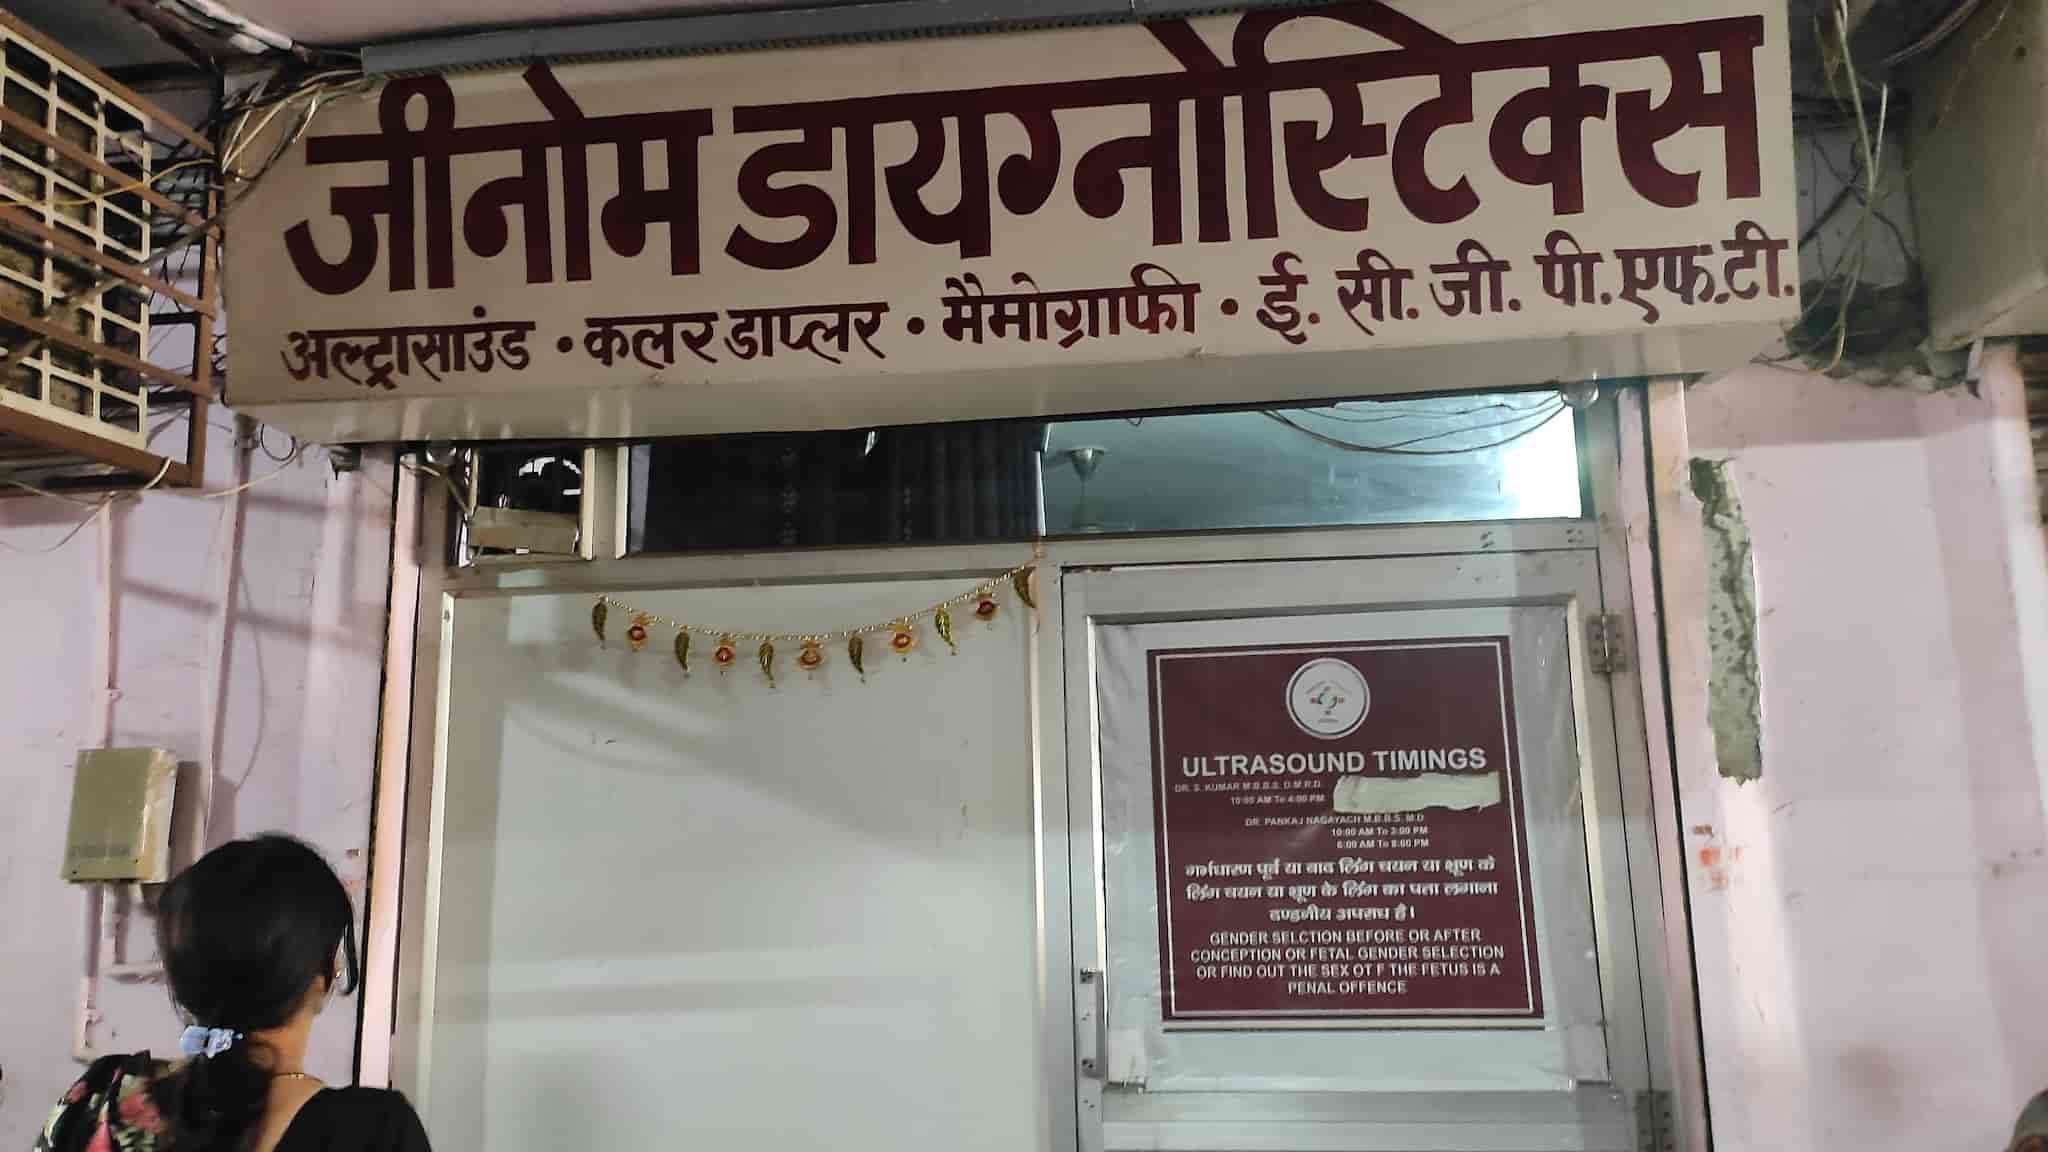 जीनोम डायग्नोस्टिक्स
अल्ट्रासाउंड • कलर डाप्लर • मैमोग्राफी • ई. सी. जी. पी. एफ. टी.
ULTRASOUND TIMINGS
DR. S. KUMAR M.B.B.S. D.M.R.D.
10:00 AM To 4:00 PM
DR. PANKAJ NAGAYACH M.B.B.S. M.D
10:00 AM To 3:00 PM
6:00 AM To 8:00 PM
गर्भधारण पूर्व या बाद लिंग चयन या भ्रूण के
लिंग चयन या भ्रूण के लिंग का पता लगाना
दण्डनीय अपराध है।
GENDER SELCTION BEFORE OR AFTER
CONCEPTION OR FETAL GENDER SELECTION
OR FIND OUT THE SEX OT F THE FETUS IS A
PENAL OFFENCE